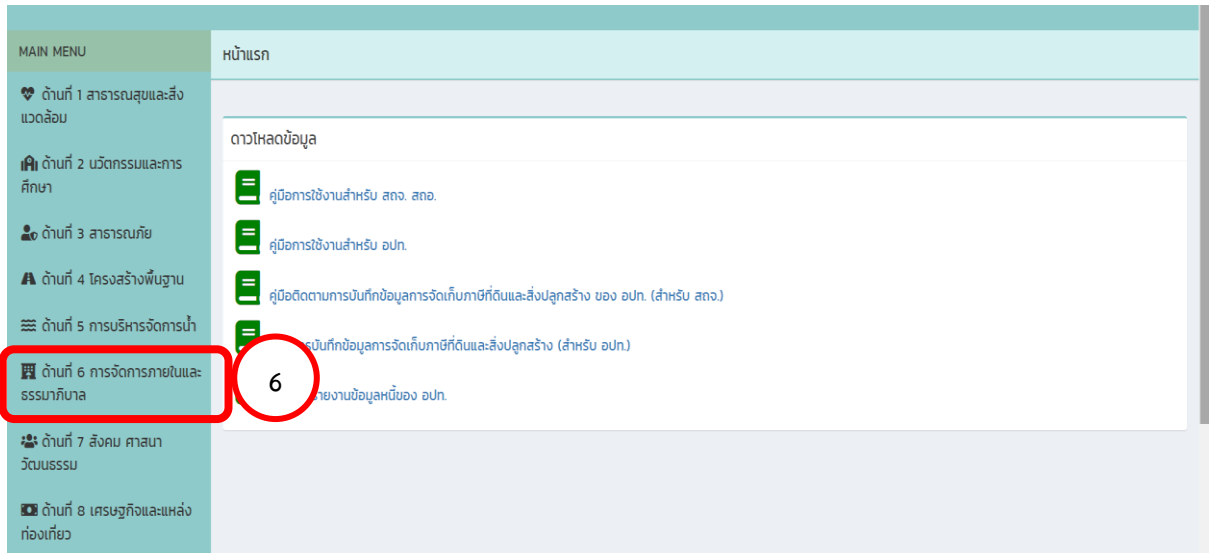 MAIN MENU
หน้าแรก
ด้านที่ 1 สาธารณสุขและสิ่ง
แวดล้อม
ด้านที่ 2 นวัตกรรมและการ
ศึกษา
ด้านที่ 3 สาธารณภัย
ด้านที่ 4 โครงสร้างพื้นฐาน
ด้านที่ 5 การบริหารจัดการน้ำ
ด้านที่ 6 การจัดการภายในและ
ธรรมาภิบาล
ด้านที่ 7 สังคม ศาสนา
วัฒนธรรม
ด้านที่ 8 เศรษฐกิจและแหล่ง
ท่องเที่ยว
ดาวโหลดข้อมูล
คู่มือการใช้งานสำหรับ สถจ. สถอ.
คู่มือการใช้งานสำหรับ อปท.
คู่มือติดตามการบันทึกข้อมูลการจัดเก็บภาษีที่ดินและสิ่งปลูกสร้าง ของ อปท. (สำหรับ สถจ.)
บันทึกข้อมูลการจัดเก็บภาษีที่ดินและสิ่งปลูกสร้าง (สำหรับ อปท.)
6
รายงานข้อมูลหนี้ของ อปท.